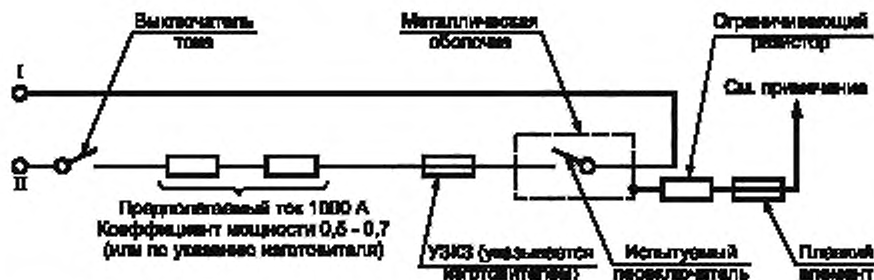 Выключатель
тока
Металлическая
оболочка
Ограничивающий
резистор
I
См. примечание
II
Предполагаемый ток 1000 А
Коэффициент мощности 0,6 - 0,7
(или по указанию изготовителя)
УЗКЗ (указывается
изготовителем)
Испытуемый
переключатель
Плавкий
элемент